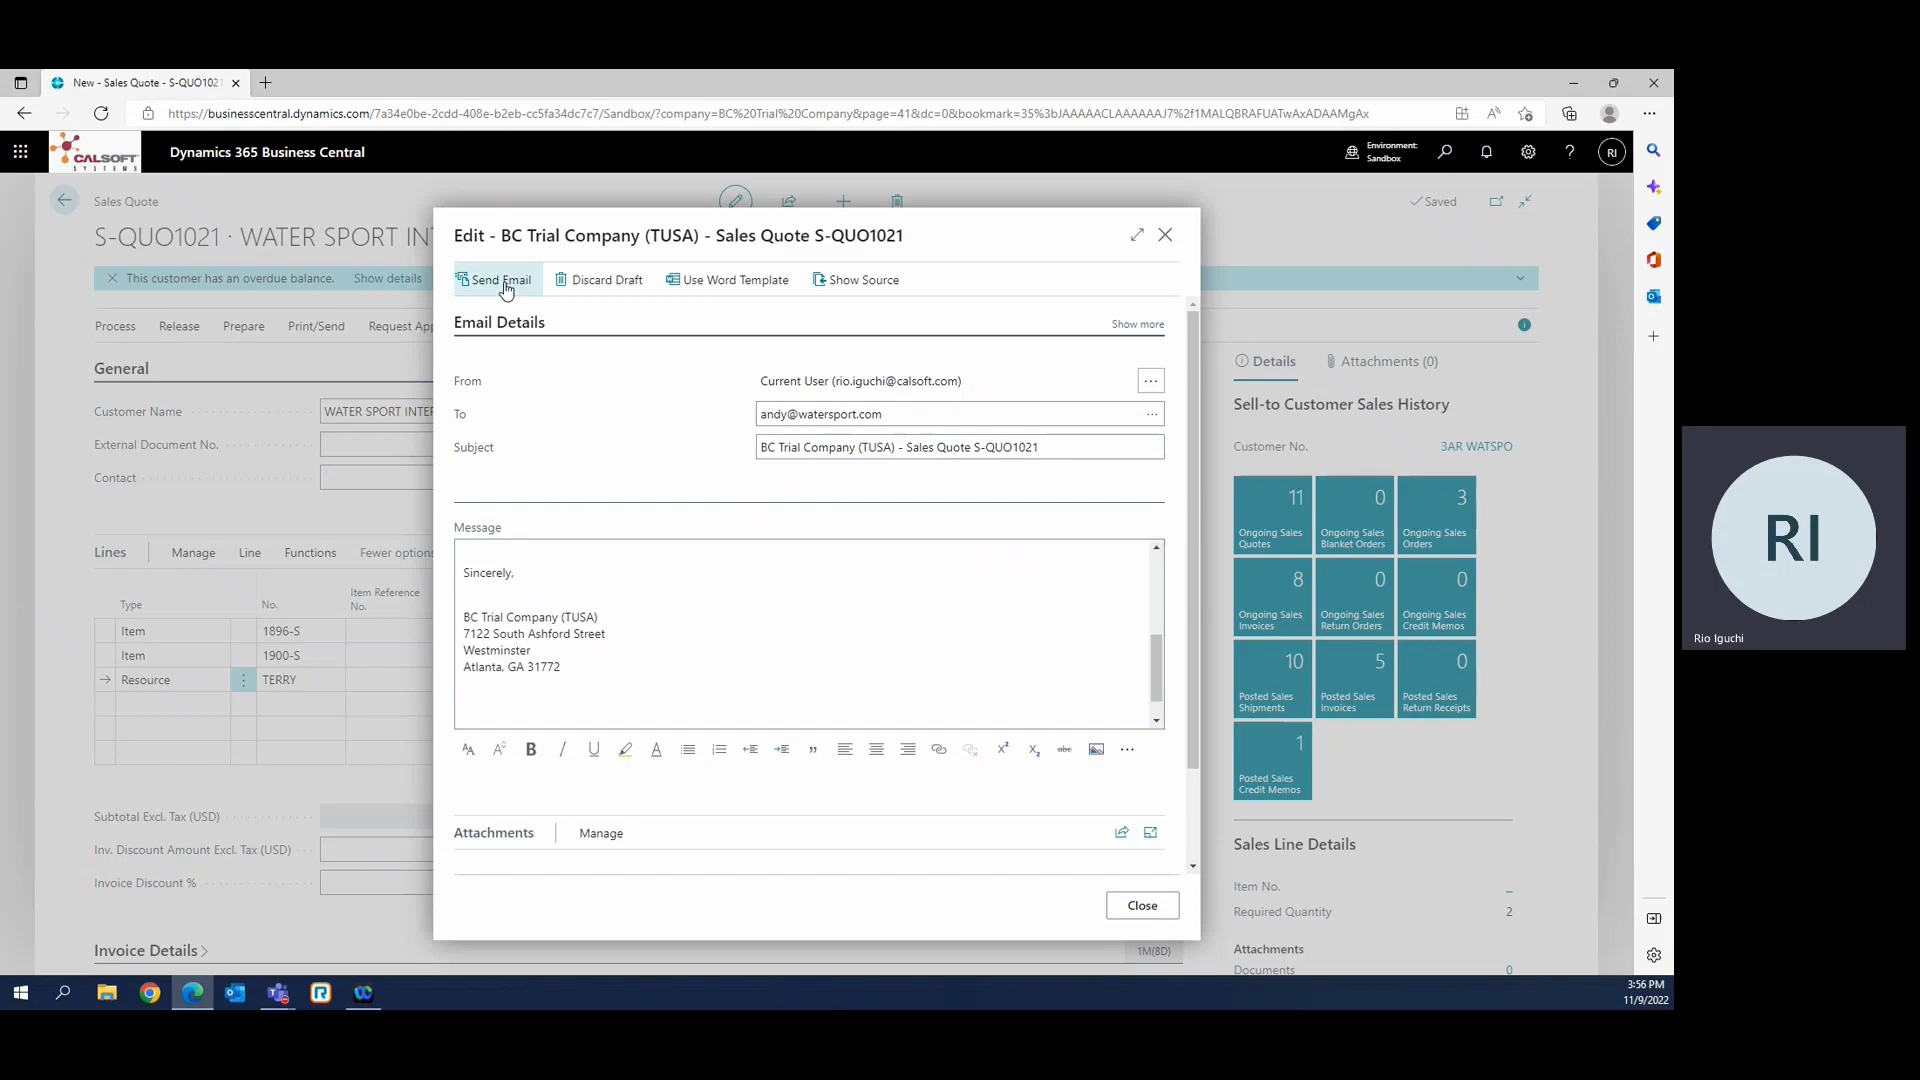 New - Sales Quote - S-QUO1021
https://businesscentral.dynamics.com/7a34e0be-2cdd-408e-b2eb-cc5fa34dc7c7/Sandbox/?company=BC%20Trial%20Company&page=41&dc=0&bookmark=35%3bJAAAAACLAAAAAAJ7%2f1MALQBRAFUATwAxADAAMgAx
CALSOFT
SYSTEMS
Dynamics 365 Business Central
Environment:
Sandbox
RI
Sales Quote
Saved
S-QUO1021 · WATER SPORT INT
This customer has an overdue balance. Show details
Process Release Prepare Print/Send Request App
General
Customer Name WATER SPORT INTER
External Document No.
Contact
Lines Manage Line Functions Fewer options
Type No. Item Reference No.
Item 1896-S
Item 1900-S
Resource TERRY
Subtotal Excl. Tax (USD)
Inv. Discount Amount Excl. Tax (USD)
Invoice Discount %
Invoice Details
1M(8D)
Edit - BC Trial Company (TUSA) - Sales Quote S-QUO1021
Send Email Discard Draft Use Word Template Show Source
Email Details Show more
From Current User (rio.iguchi@calsoft.com)
To andy@watersport.com
Subject BC Trial Company (TUSA) - Sales Quote S-QUO1021
Message
Sincerely,
BC Trial Company (TUSA)
7122 South Ashford Street
Westminster
Atlanta, GA 31772
Attachments Manage
Close
Details Attachments (0)
Sell-to Customer Sales History
Customer No. 3AR WATSPO
11 0 3
Ongoing Sales Quotes Ongoing Sales Blanket Orders Ongoing Sales Orders
8 0 0
Ongoing Sales Invoices Ongoing Sales Return Orders Ongoing Sales Credit Memos
10 5 0
Posted Sales Shipments Posted Sales Invoices Posted Sales Return Receipts
1
Posted Sales Credit Memos
Sales Line Details
Item No. _
Required Quantity 2
Attachments
Documents 0
RI
Rio Iguchi
3:56 PM
11/9/2022